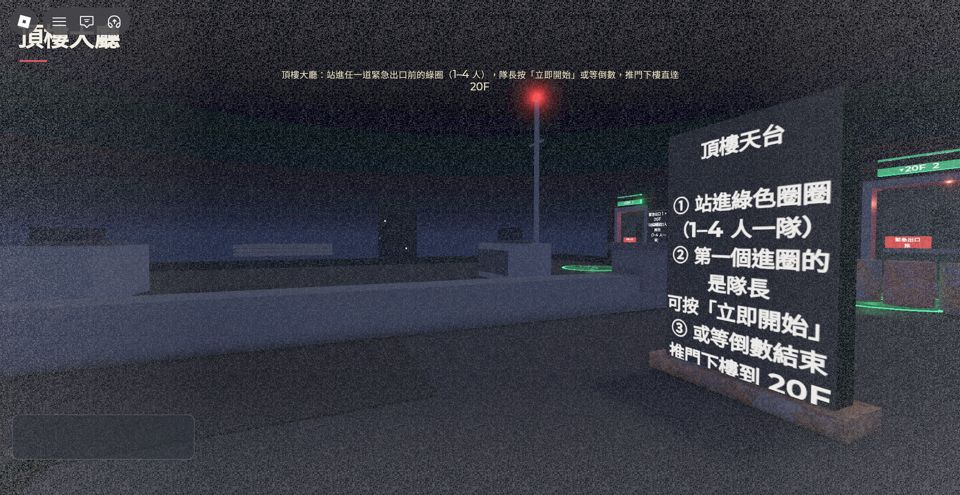 頂樓大廳
頂樓大廳：站進任一道緊急出口前的綠圈（1–4 人），隊長按「立即開始」或等倒數，推門下樓直達
20F
頂樓天台
① 站進綠色圈圈
（1–4 人一隊）
② 第一個進圈的
是隊長
可按「立即開始」
③ 或等倒數結束
推門下樓到 20F
20F 2
緊急出口